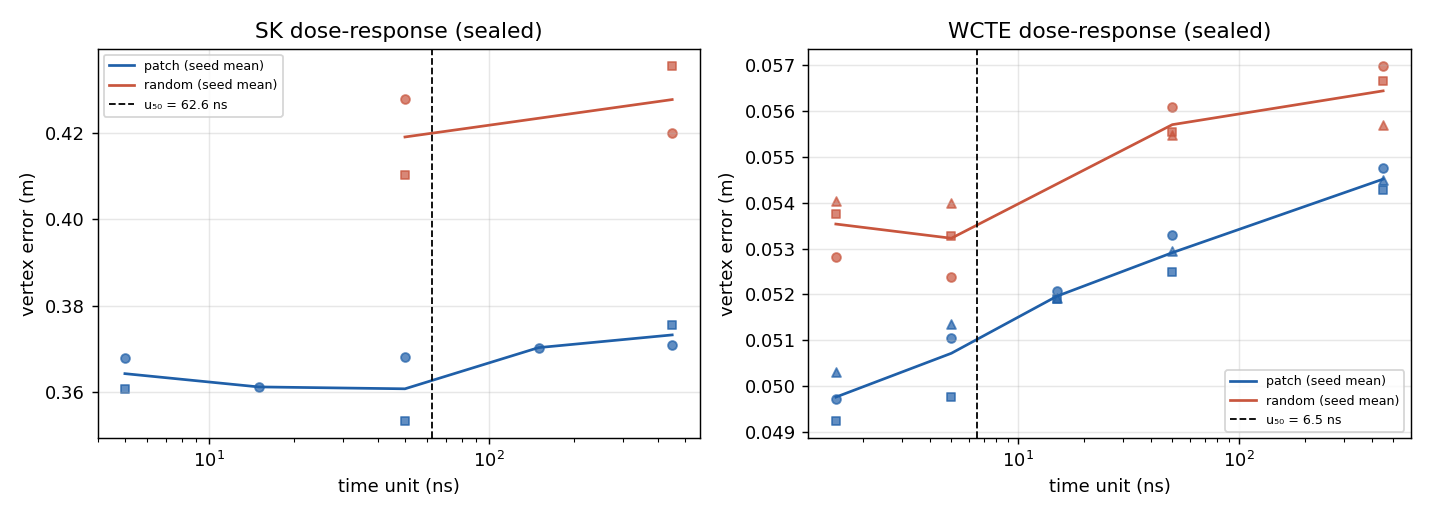 SK dose-response (sealed)
patch (seed mean)
random (seed mean)
u₅₀ = 62.6 ns
vertex error (m)
0.42
0.40
0.38
0.36
10¹
10²
time unit (ns)
WCTE dose-response (sealed)
vertex error (m)
0.057
0.056
0.055
0.054
0.053
0.052
0.051
0.050
0.049
patch (seed mean)
random (seed mean)
u₅₀ = 6.5 ns
10¹
10²
time unit (ns)